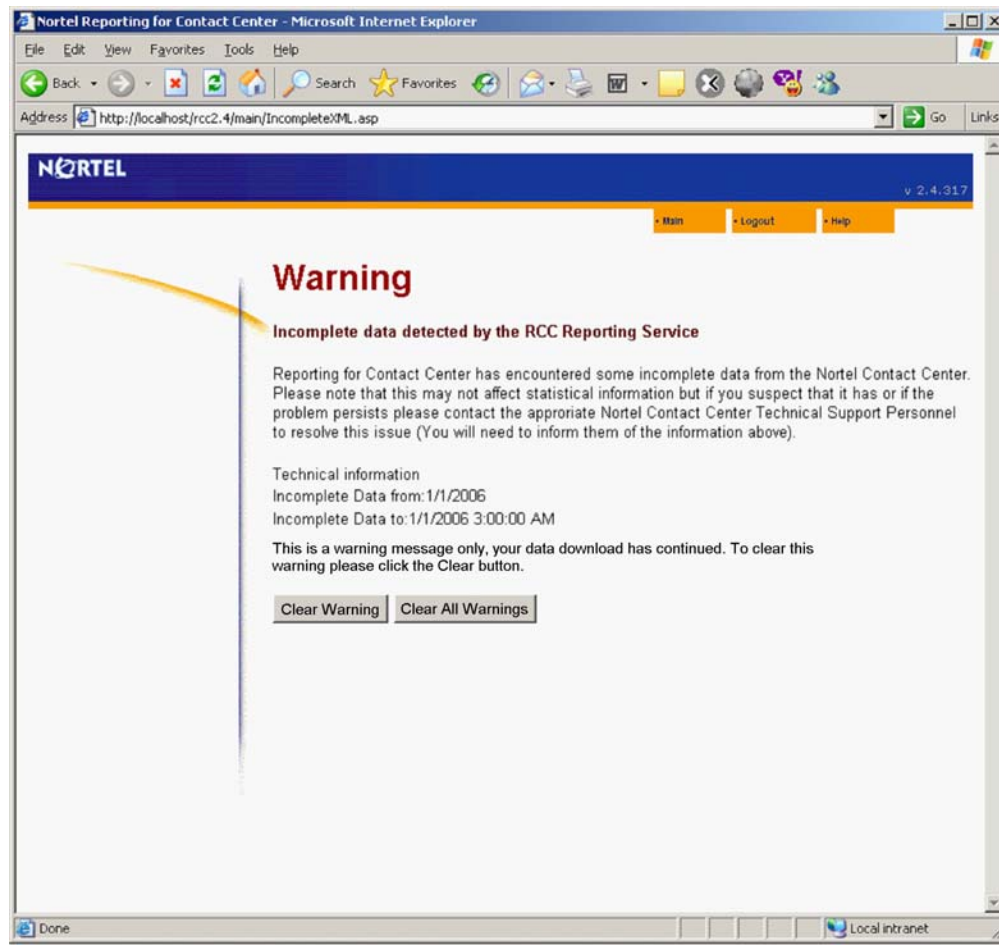 Nortel Reporting for Contact Center - Microsoft Internet Explorer
File Edit View Favorites Tools Help
Back Search Favorites
Address http://localhost/rcc2.4/main/IncompleteXML.asp Go Links
NORTEL
v 2.4.317
• Main • Logout • Help
Warning
Incomplete data detected by the RCC Reporting Service
Reporting for Contact Center has encountered some incomplete data from the Nortel Contact Center.
Please note that this may not affect statistical information but if you suspect that it has or if the
problem persists please contact the approriate Nortel Contact Center Technical Support Personnel
to resolve this issue (You will need to inform them of the information above).
Technical information
Incomplete Data from:1/1/2006
Incomplete Data to:1/1/2006 3:00:00 AM
This is a warning message only, your data download has continued. To clear this
warning please click the Clear button.
Clear Warning Clear All Warnings
Done Local intranet